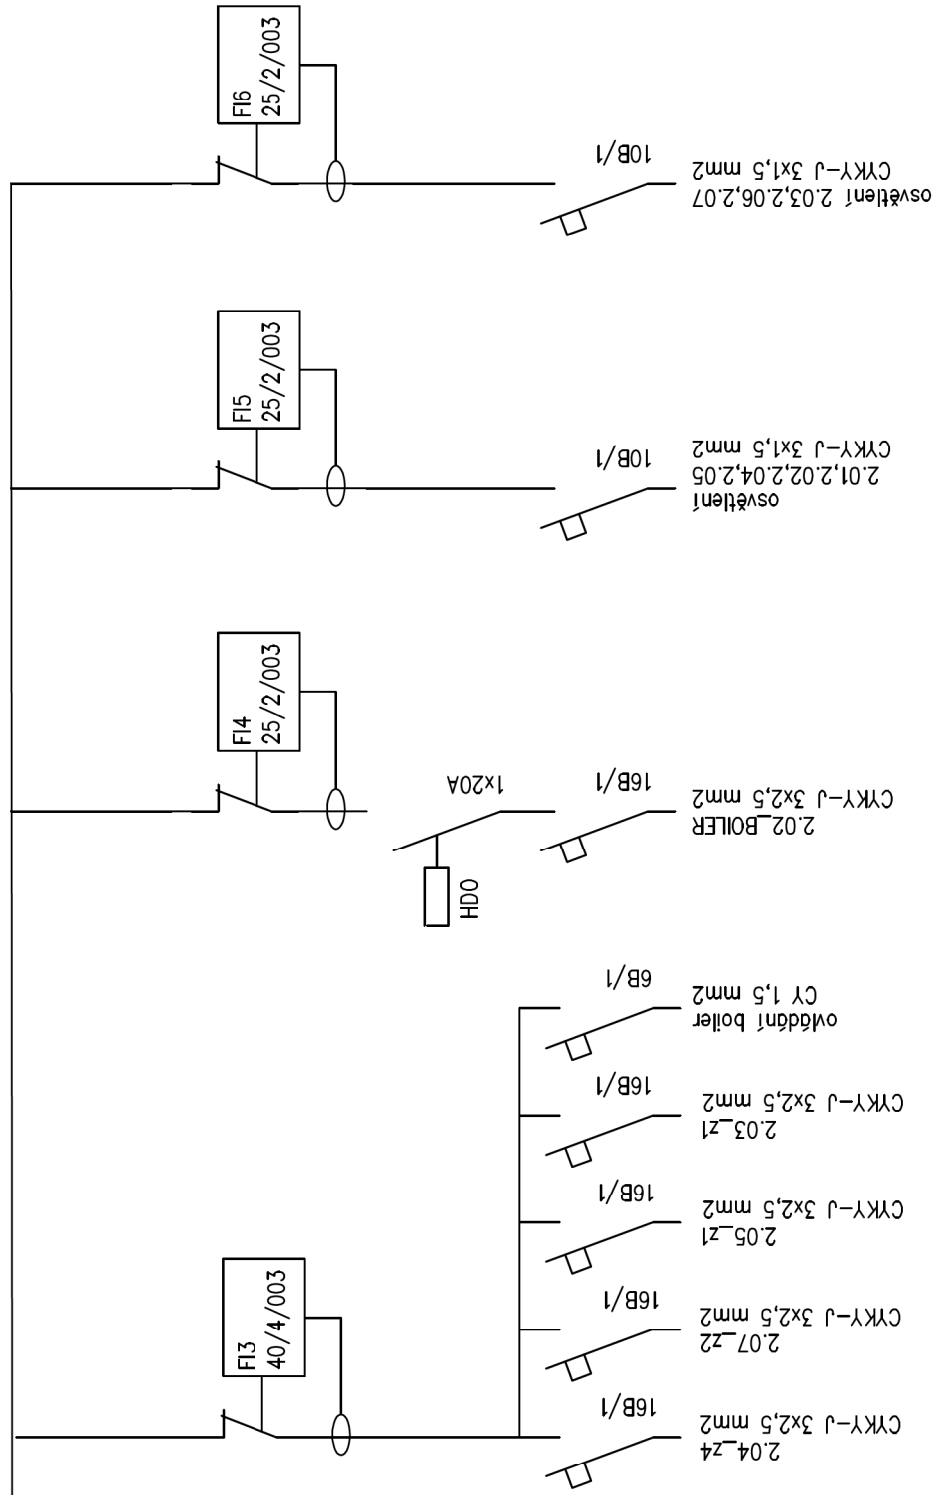 FI6
25/2/003
10B/1
CYKY-J 3x1,5 mm2
osvětlení 2.03,2.06,2.07
FI5
25/2/003
10B/1
osvětlení
2.01,2.02,2.04,2.05
CYKY-J 3x1,5 mm2
FI4
25/2/003
1x20A
HDO
16B/1
2.02_BOILER
CYKY-J 3x2,5 mm2
6B/1
ovládání boiler
CY 1,5 mm2
16B/1
2.03_z1
CYKY-J 3x2,5 mm2
16B/1
2.05_z1
CYKY-J 3x2,5 mm2
FI3
40/4/003
16B/1
2.07_z2
CYKY-J 3x2,5 mm2
16B/1
2.04_z4
CYKY-J 3x2,5 mm2